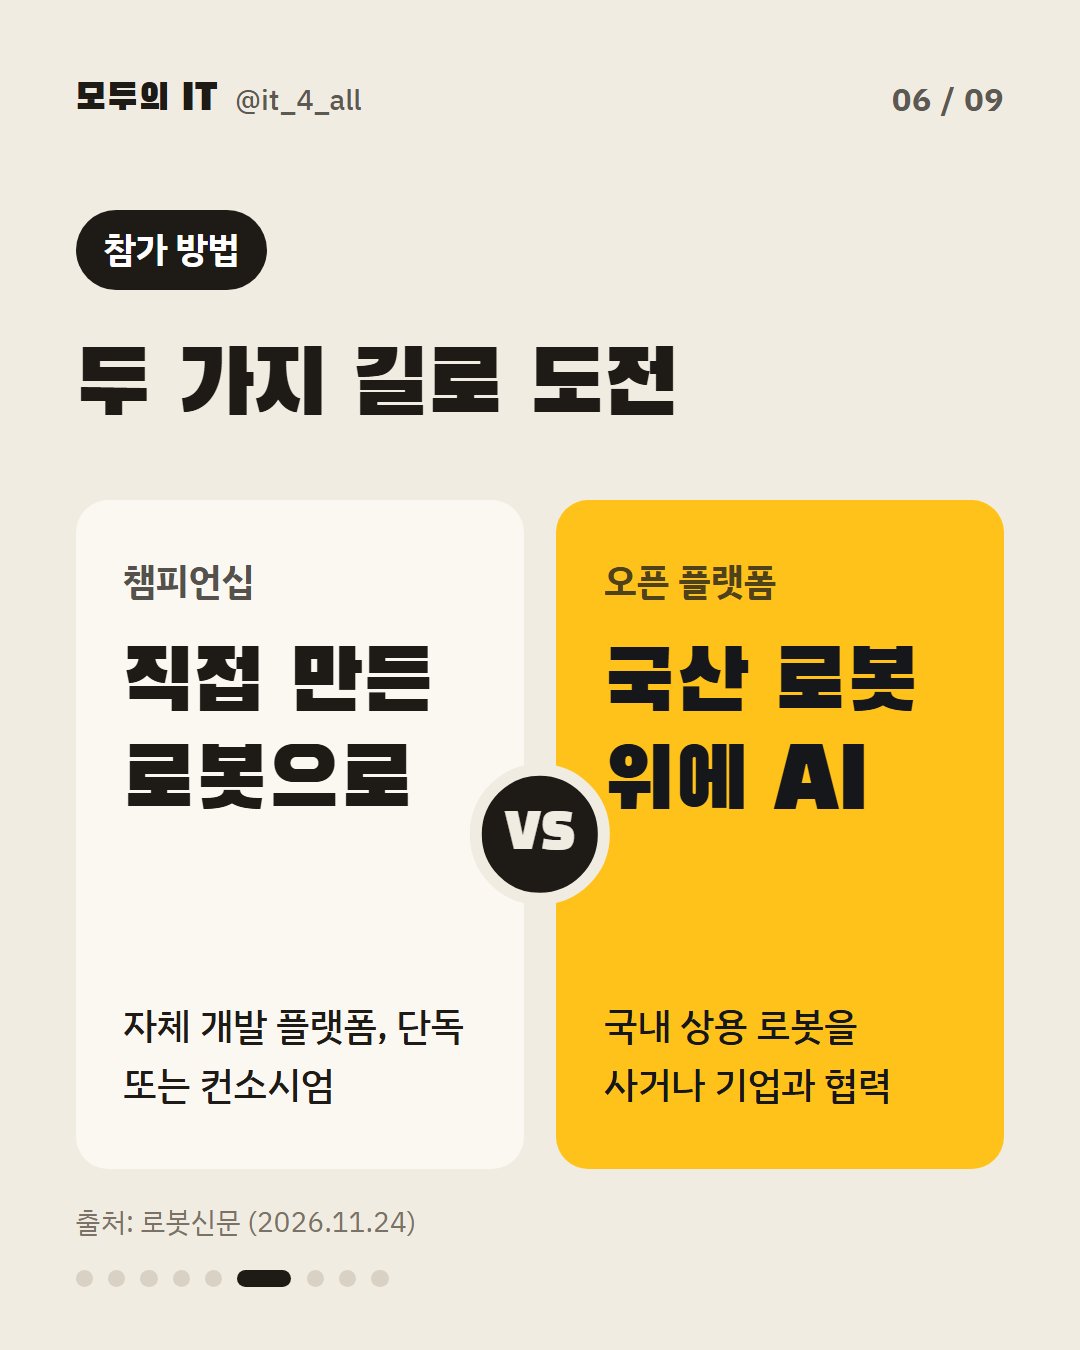 모두의 IT @it_4_all
06 / 09
참가 방법
두 가지 길로 도전
챔피언십
직접 만든
로봇으로
자체 개발 플랫폼, 단독
또는 컨소시엄
VS
오픈 플랫폼
국산 로봇
위에 AI
국내 상용 로봇을
사거나 기업과 협력
출처: 로봇신문 (2026.11.24)